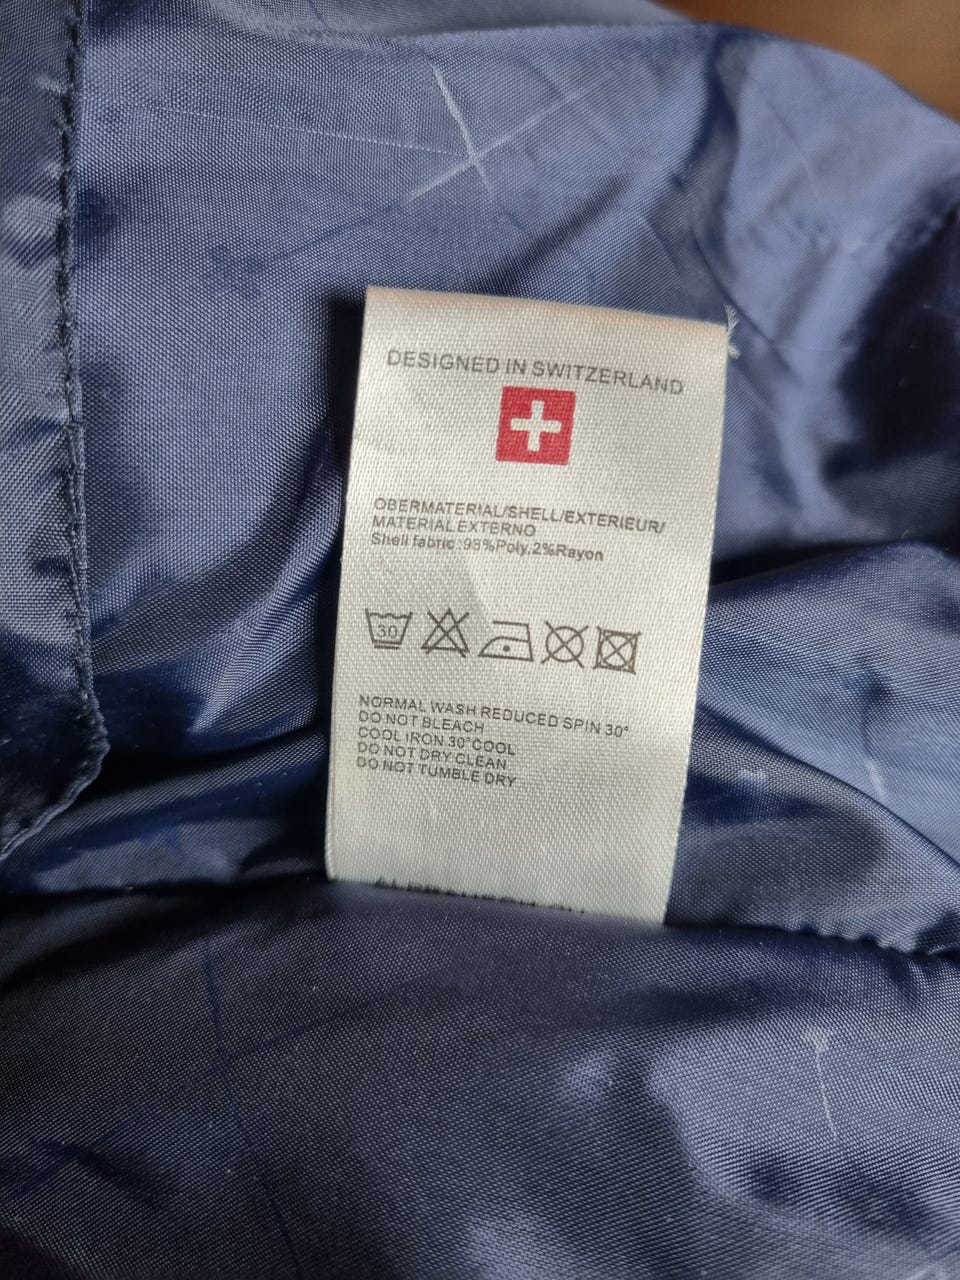 DESIGNED IN SWITZERLAND
OBERMATERIAL/SHELL/EXTERIEUR/
MATERIAL EXTERNO
Shell fabric:98%Poly,2%Rayon
30
NORMAL WASH REDUCED SPIN 30°
DO NOT BLEACH
COOL IRON 30°COOL
DO NOT DRY CLEAN
DO NOT TUMBLE DRY